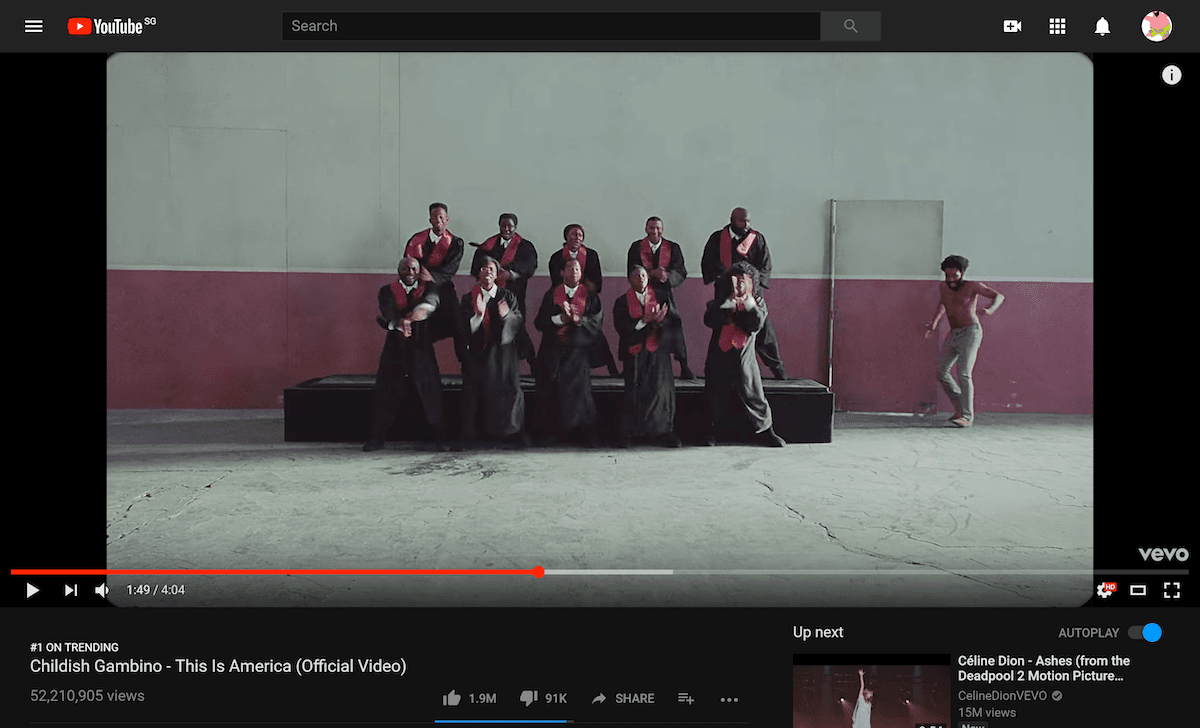 YouTube SG
Search
vevo
1:49 / 4:04
HD
#1 ON TRENDING
Childish Gambino - This Is America (Official Video)
52,210,905 views
1.9M
91K
SHARE
Up next
AUTOPLAY
Céline Dion - Ashes (from the
Deadpool 2 Motion Picture…
CelineDionVEVO
15M views
New